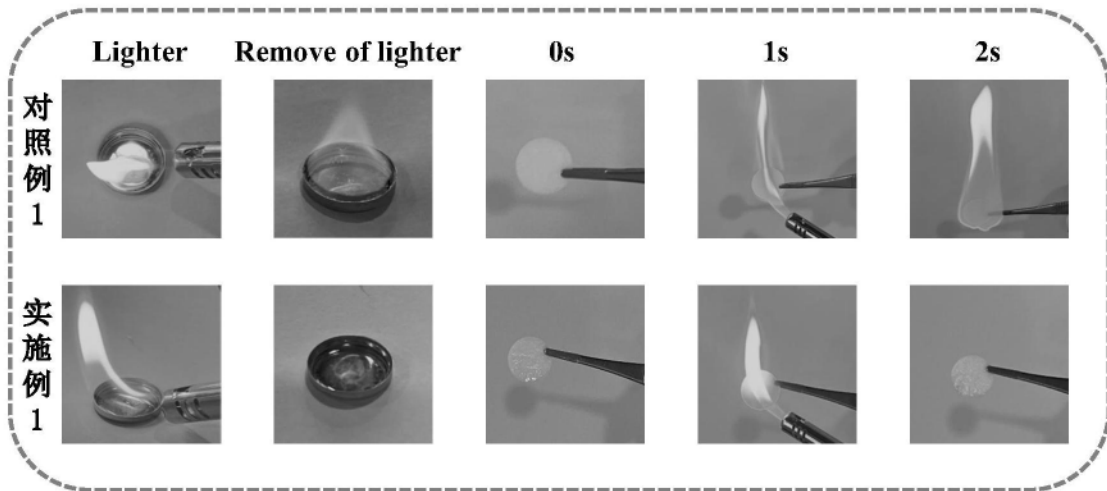 Lighter
Remove of lighter
0s
1s
2s
对照例1
实施例1